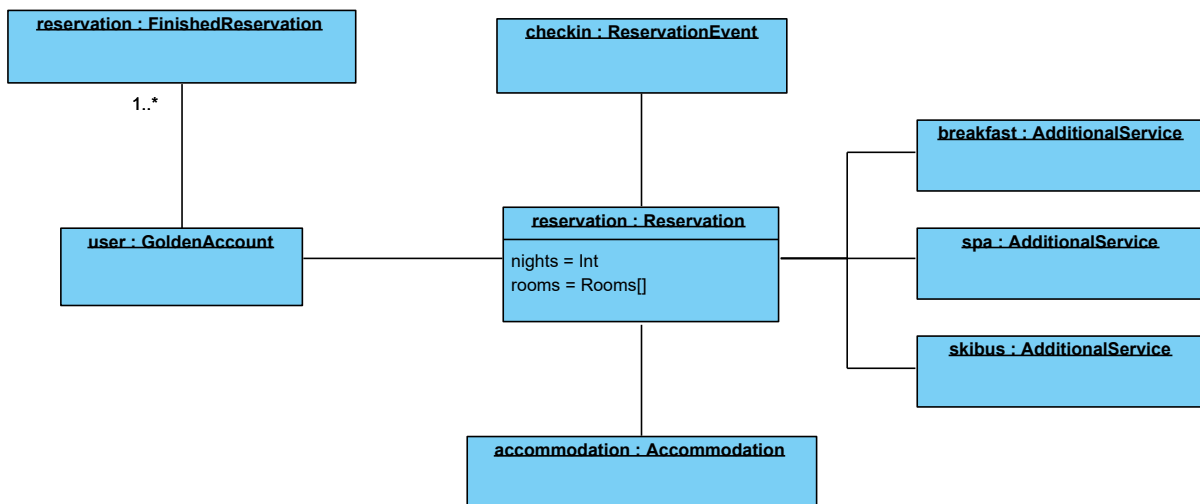 reservation : FinishedReservation
checkin : ReservationEvent
1..*
breakfast : AdditionalService
reservation : Reservation
nights = Int
rooms = Rooms[]
user : GoldenAccount
spa : AdditionalService
skibus : AdditionalService
accommodation : Accommodation